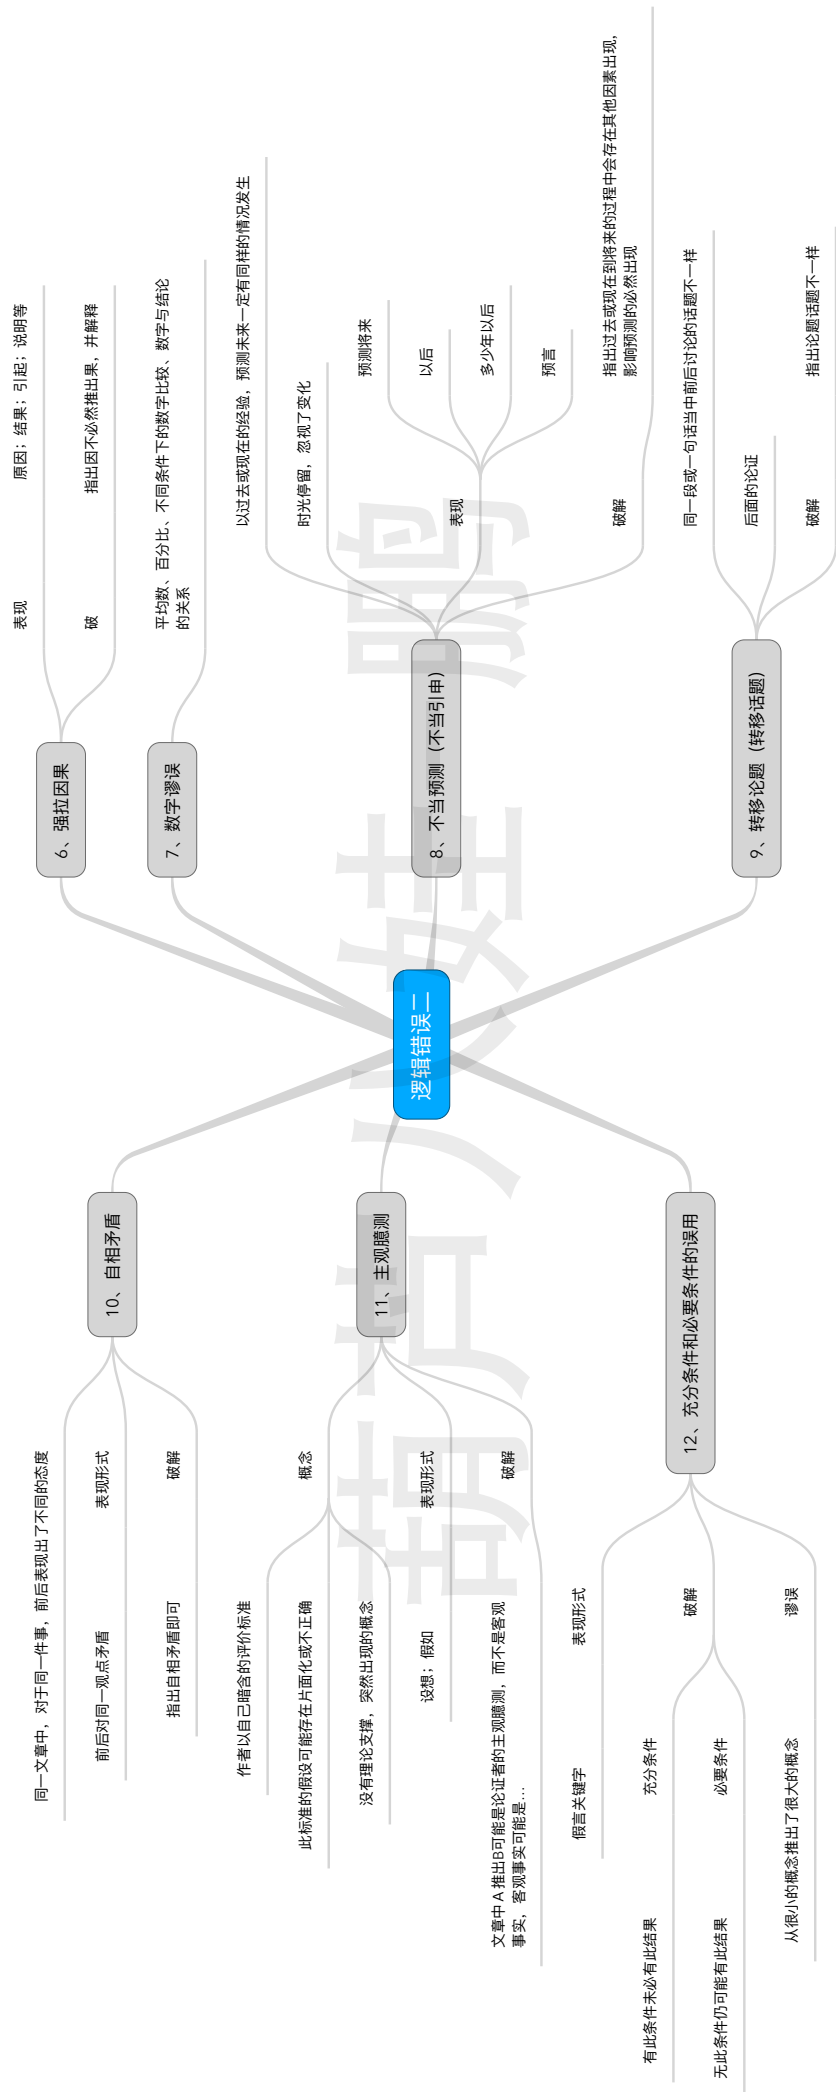 逻辑错误二
6、强拉因果
表现
原因；结果；引起；说明等
破
指出因不必然推出果，并解释
7、数字谬误
平均数、百分比、不同条件下的数字比较、数字与结论
的关系
8、不当预测（不当引申）
以过去或现在的经验，预测未来一定有同样的情况发生
时光停留，忽视了变化
表现
预测将来
以后
多少年以后
预言
破解
指出过去或现在到将来的过程中会存在其他因素出现，
影响预测的必然出现
9、转移论题（转移话题）
同一段或一句话当中前后讨论的话题不一样
后面的论证
破解
指出论题话题不一样
10、自相矛盾
同一文章中，对于同一件事，前后表现出了不同的态度
表现形式
前后对同一观点矛盾
破解
指出自相矛盾即可
11、主观臆测
概念
作者以自己暗含的评价标准
此标准的假设可能存在片面化或不正确
没有理论支撑，突然出现的概念
表现形式
设想；假如
破解
文章中 A 推出B可能是论证者的主观臆测，而不是客观
事实，客观事实可能是…
12、充分条件和必要条件的误用
表现形式
假言关键字
破解
充分条件
有此条件未必有此结果
必要条件
无此条件仍可能有此结果
谬误
从很小的概念推出了很大的概念
葫芦八娃 鹏